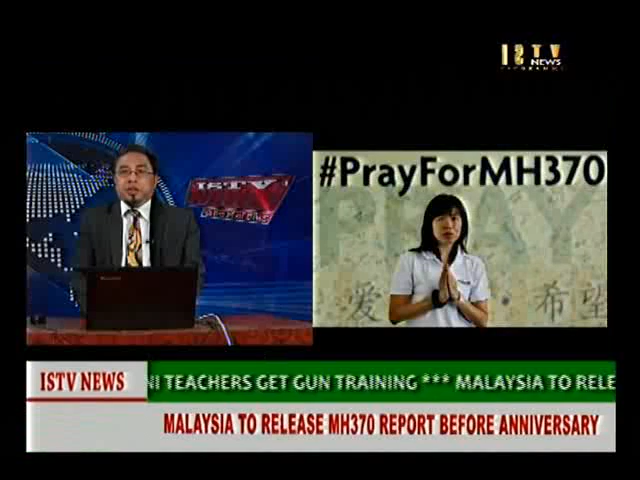 ISTV
NEWS
ISTV
#PrayForMH370
PRAY
爱
希望
ISTV NEWS
NI TEACHERS GET GUN TRAINING *** MALAYSIA TO RELE
MALAYSIA TO RELEASE MH370 REPORT BEFORE ANNIVERSARY